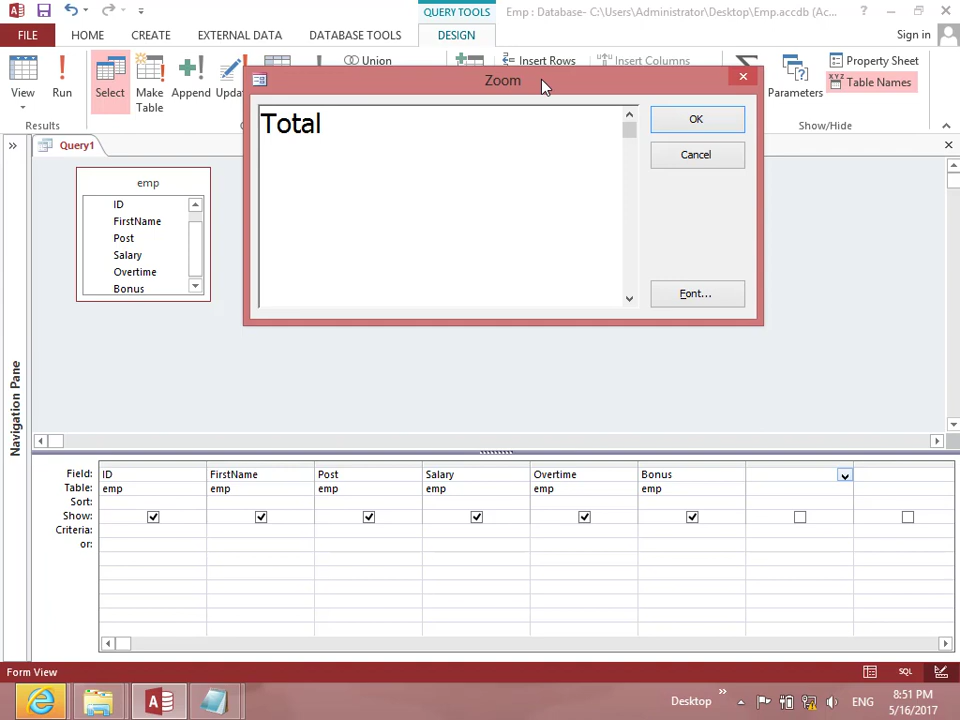 QUERY TOOLS
Emp : Database- C:\Users\Administrator\Desktop\Emp.accdb (Ac...
FILE
HOME
CREATE
EXTERNAL DATA
DATABASE TOOLS
DESIGN
Sign in
View
Run
Select
Make
Table
Append
Union
Insert Rows
Insert Columns
Parameters
Property Sheet
XYZ
Table Names
Results
Show/Hide
Zoom
Total
OK
Cancel
Font...
Query1
emp
ID
FirstName
Post
Salary
Overtime
Bonus
Navigation Pane
Field: ID FirstName Post Salary Overtime Bonus
Table: emp emp emp emp emp emp
Sort:
Show:
Criteria:
or:
Form View
SQL
Desktop
ENG
8:51 PM
5/16/2017